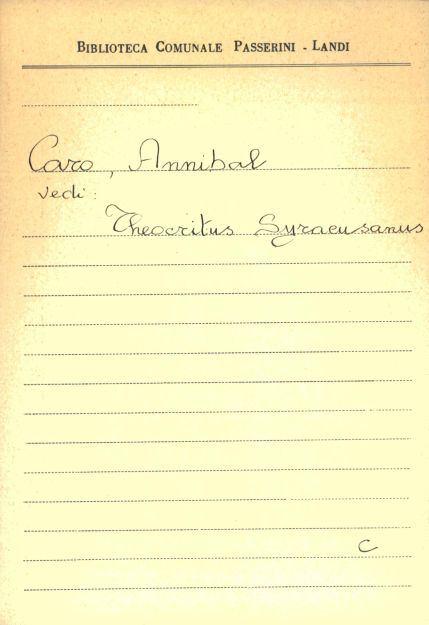 BIBLIOTECA COMUNALE PASSERINI - LANDI
Caro, Annibal
vedi:
Theocritus Syracusanus
C